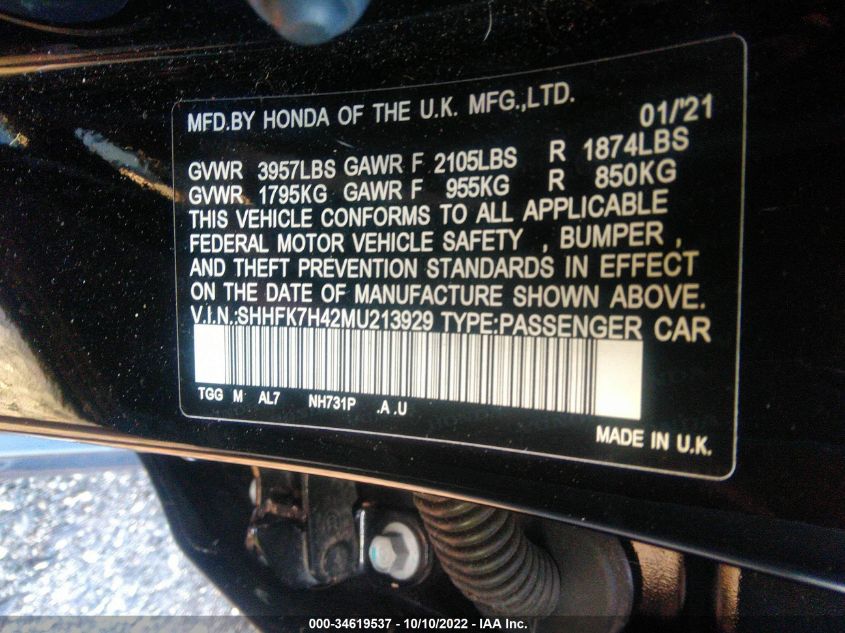 MFD.BY HONDA OF THE U.K. MFG.,LTD. 01/'21
GVWR 3957LBS GAWR F 2105LBS R 1874LBS
GVWR 1795KG GAWR F 955KG R 850KG
THIS VEHICLE CONFORMS TO ALL APPLICABLE
FEDERAL MOTOR VEHICLE SAFETY , BUMPER ,
AND THEFT PREVENTION STANDARDS IN EFFECT
ON THE DATE OF MANUFACTURE SHOWN ABOVE.
V.I.N.:SHHFK7H42MU213929 TYPE:PASSENGER CAR
TGG M AL7 NH731P .A .U
MADE IN U.K.
000-34619537 - 10/10/2022 - IAA Inc.